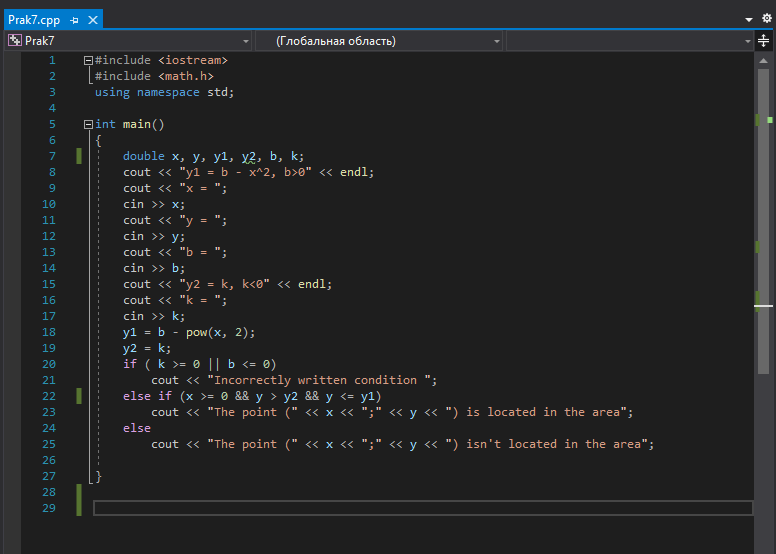 Prak7.cpp
Prak7 (Глобальная область)
1 #include <iostream>
2 #include <math.h>
3 using namespace std;
4
5 int main()
6 {
7 double x, y, y1, y2, b, k;
8 cout << "y1 = b - x^2, b>0" << endl;
9 cout << "x = ";
10 cin >> x;
11 cout << "y = ";
12 cin >> y;
13 cout << "b = ";
14 cin >> b;
15 cout << "y2 = k, k<0" << endl;
16 cout << "k = ";
17 cin >> k;
18 y1 = b - pow(x, 2);
19 y2 = k;
20 if ( k >= 0 || b <= 0)
21 cout << "Incorrectly written condition ";
22 else if (x >= 0 && y > y2 && y <= y1)
23 cout << "The point (" << x << ";" << y << ") is located in the area";
24 else
25 cout << "The point (" << x << ";" << y << ") isn't located in the area";
26
27 }
28
29